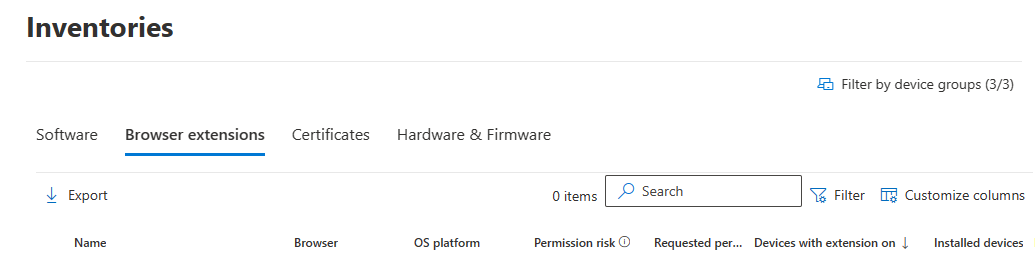 Inventories
Filter by device groups (3/3)
Software Browser extensions Certificates Hardware & Firmware
Export 0 items Search Filter Customize columns
Name Browser OS platform Permission risk Requested per... Devices with extension on ↓ Installed devices